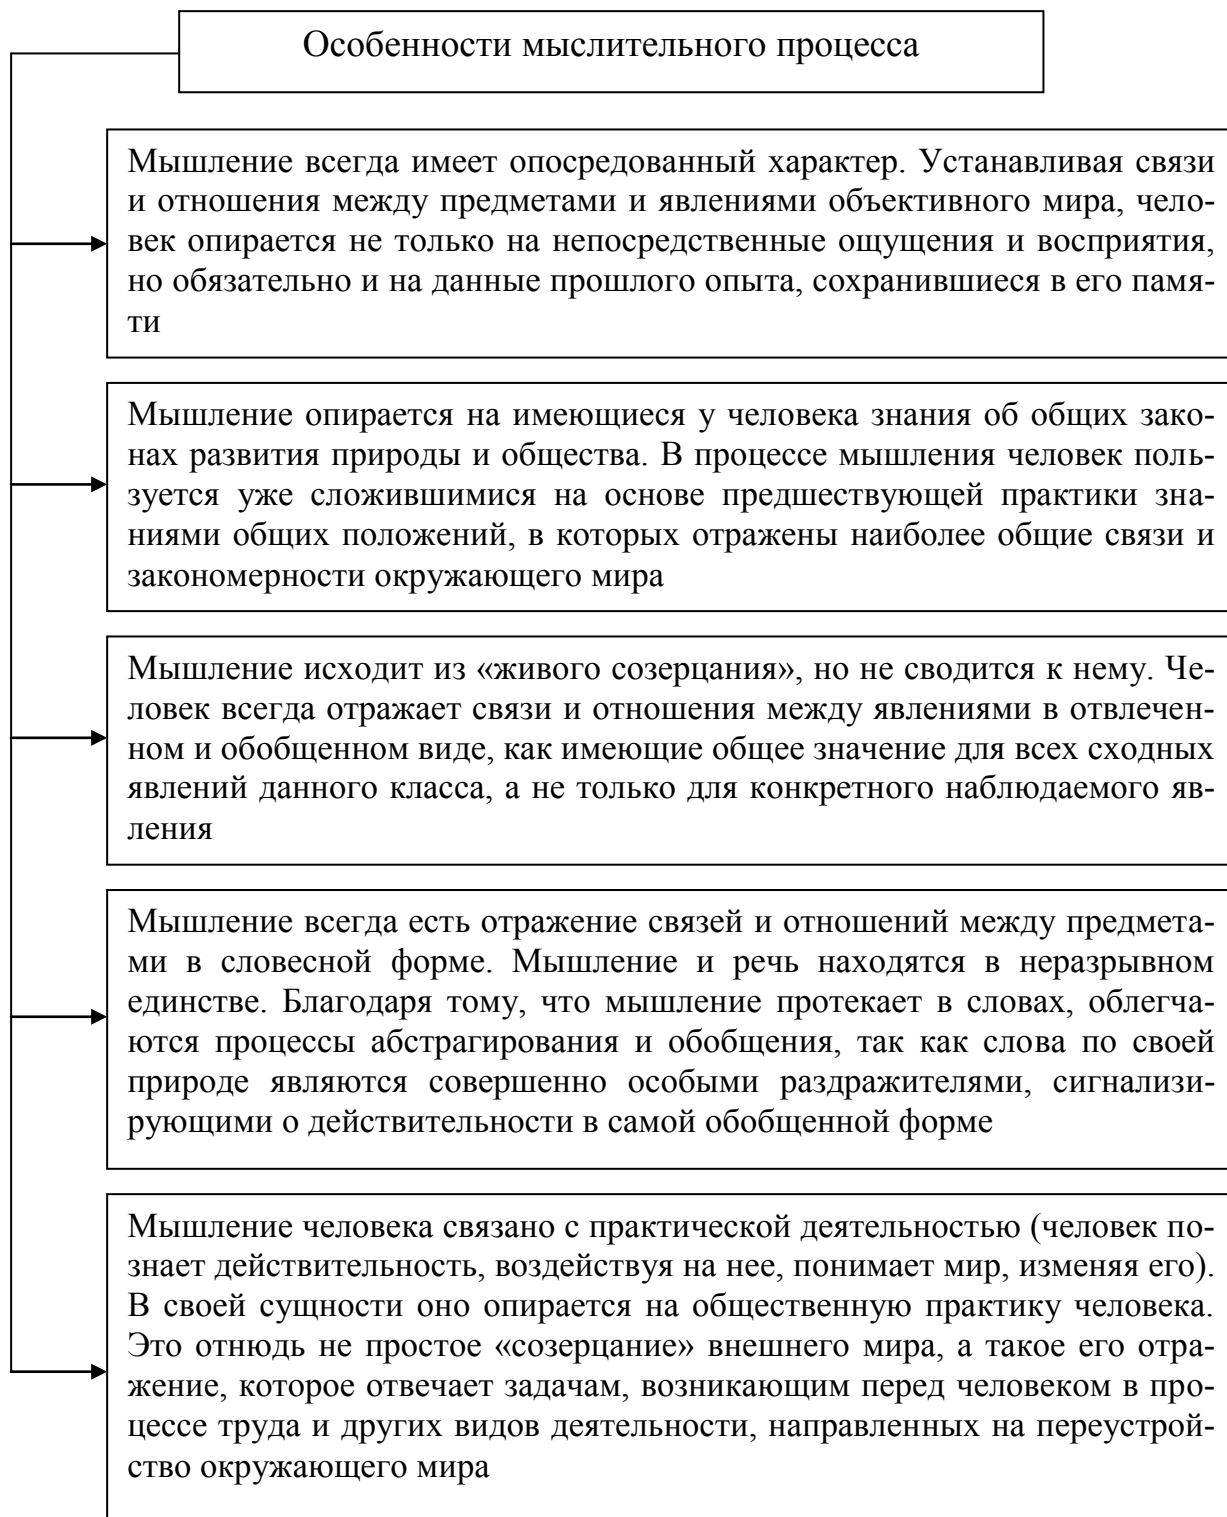 Особенности мыслительного процесса
Мышление всегда имеет опосредованный характер. Устанавливая связи
и отношения между предметами и явлениями объективного мира, чело-
век опирается не только на непосредственные ощущения и восприятия,
но обязательно и на данные прошлого опыта, сохранившиеся в его памя-
ти
Мышление опирается на имеющиеся у человека знания об общих зако-
нах развития природы и общества. В процессе мышления человек поль-
зуется уже сложившимися на основе предшествующей практики зна-
ниями общих положений, в которых отражены наиболее общие связи и
закономерности окружающего мира
Мышление исходит из «живого созерцания», но не сводится к нему. Че-
ловек всегда отражает связи и отношения между явлениями в отвлечен-
ном и обобщенном виде, как имеющие общее значение для всех сходных
явлений данного класса, а не только для конкретного наблюдаемого яв-
ления
Мышление всегда есть отражение связей и отношений между предмета-
ми в словесной форме. Мышление и речь находятся в неразрывном
единстве. Благодаря тому, что мышление протекает в словах, облегча-
ются процессы абстрагирования и обобщения, так как слова по своей
природе являются совершенно особыми раздражителями, сигнализи-
рующими о действительности в самой обобщенной форме
Мышление человека связано с практической деятельностью (человек по-
знает действительность, воздействуя на нее, понимает мир, изменяя его).
В своей сущности оно опирается на общественную практику человека.
Это отнюдь не простое «созерцание» внешнего мира, а такое его отра-
жение, которое отвечает задачам, возникающим перед человеком в про-
цессе труда и других видов деятельности, направленных на переустрой-
ство окружающего мира